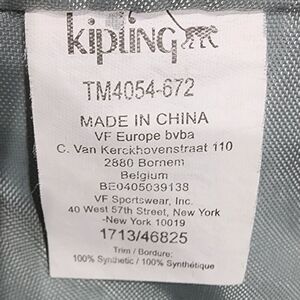 kipling
TM4054-672
MADE IN CHINA
VF Europe bvba
C. Van Kerckhovenstraat 110
2880 Bornem
Belgium
BE0405039138
VF Sportswear, Inc.
40 West 57th Street, New York
-New York 10019
1713/46825
Trim / Bordure:
100% Synthetic / 100% Synthétique